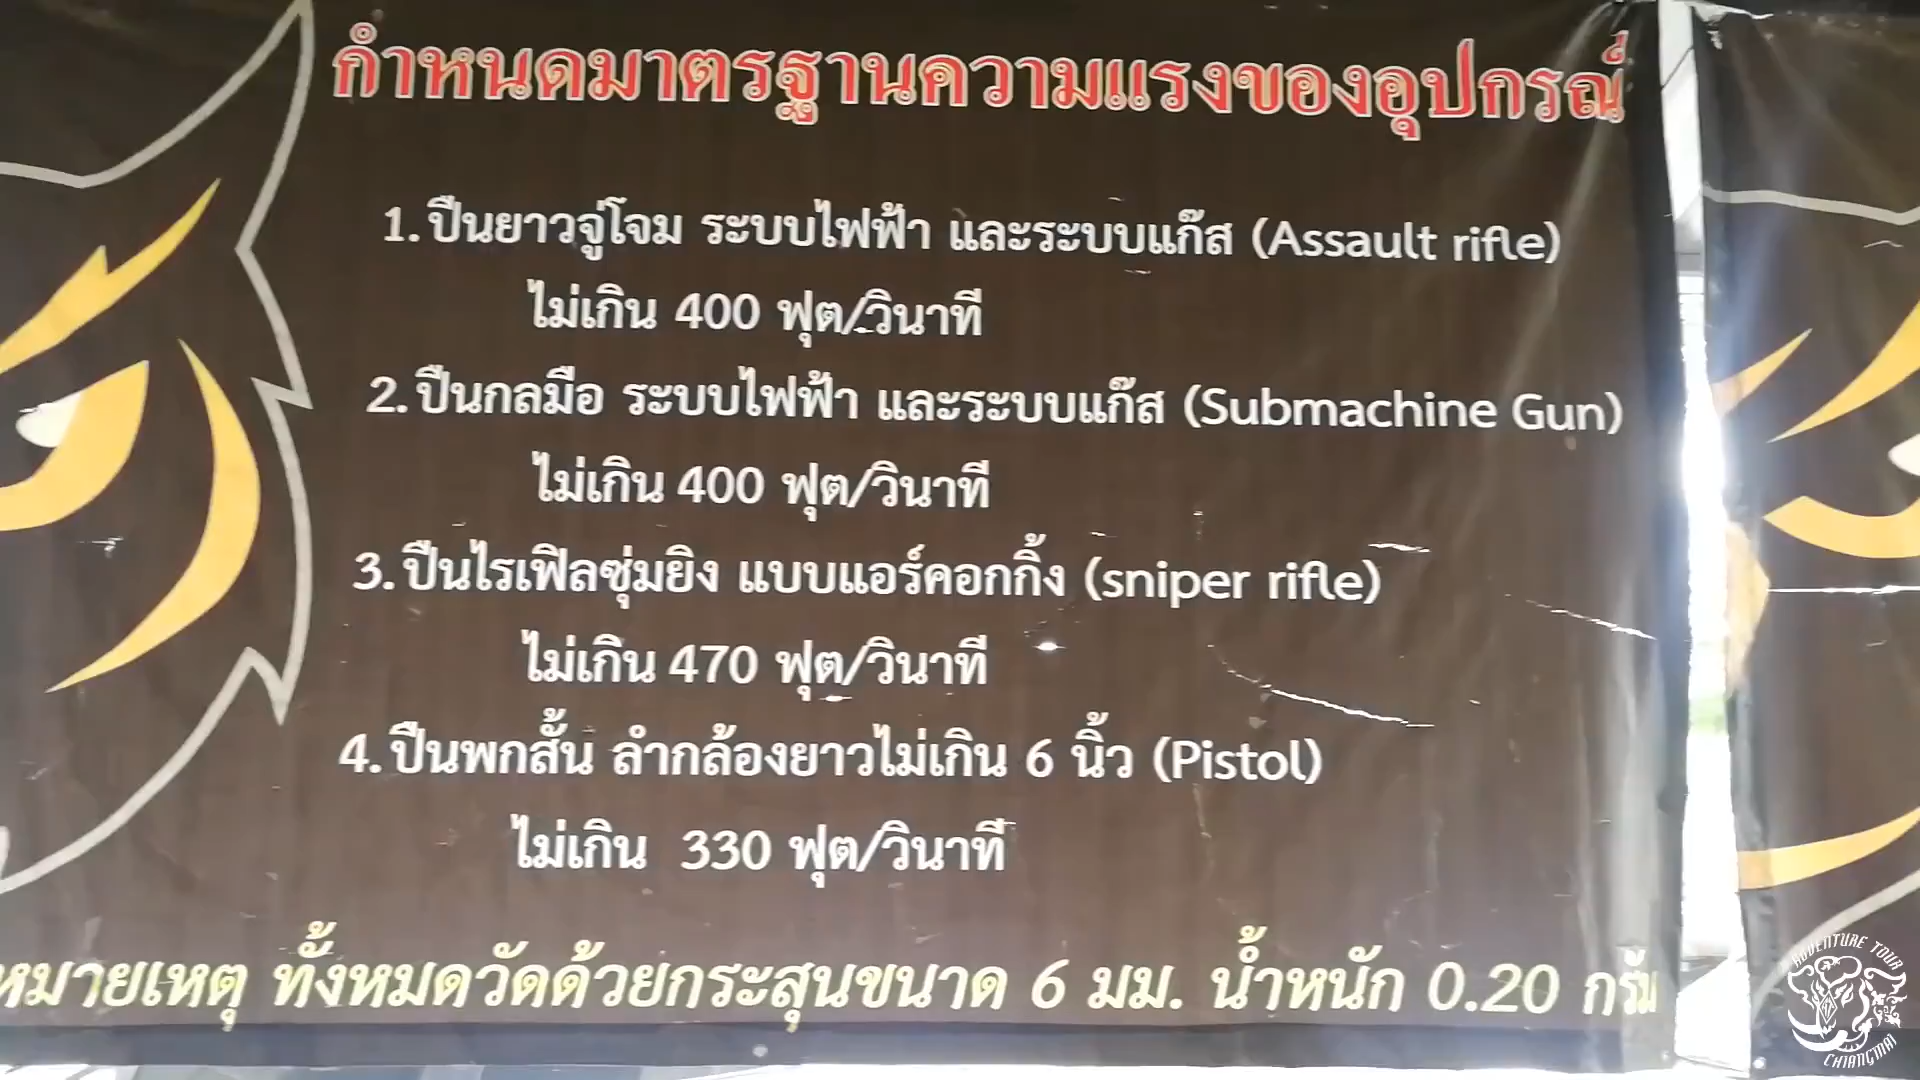 กำหนดมาตรฐานความแรงของอุปกรณ์
1. ปืนยาวจู่โจม ระบบไฟฟ้า และระบบแก๊ส (Assault rifle)
ไม่เกิน 400 ฟุต/วินาที
2. ปืนกลมือ ระบบไฟฟ้า และระบบแก๊ส (Submachine Gun)
ไม่เกิน 400 ฟุต/วินาที
3. ปืนไรเฟิลซุ่มยิง แบบแอร์คอกกิ้ง (sniper rifle)
ไม่เกิน 470 ฟุต/วินาที
4. ปืนพกสั้น ลำกล้องยาวไม่เกิน 6 นิ้ว (Pistol)
ไม่เกิน 330 ฟุต/วินาที
หมายเหตุ ทั้งหมดวัดด้วยกระสุนขนาด 6 มม. น้ำหนัก 0.20 กรัม
ADVENTURE TOUR
CHIANGMAI